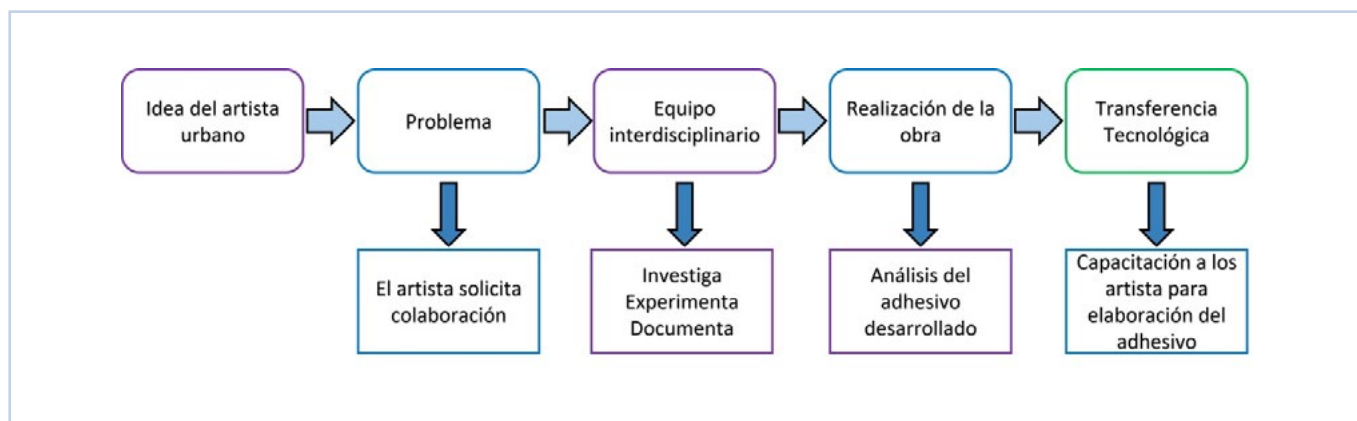 Idea del artista
urbano
Problema
Equipo
interdisciplinario
Realización de la
obra
Transferencia
Tecnológica
El artista solicita
colaboración
Investiga
Experimenta
Documenta
Análisis del
adhesivo
desarrollado
Capacitación a los
artista para
elaboración del
adhesivo